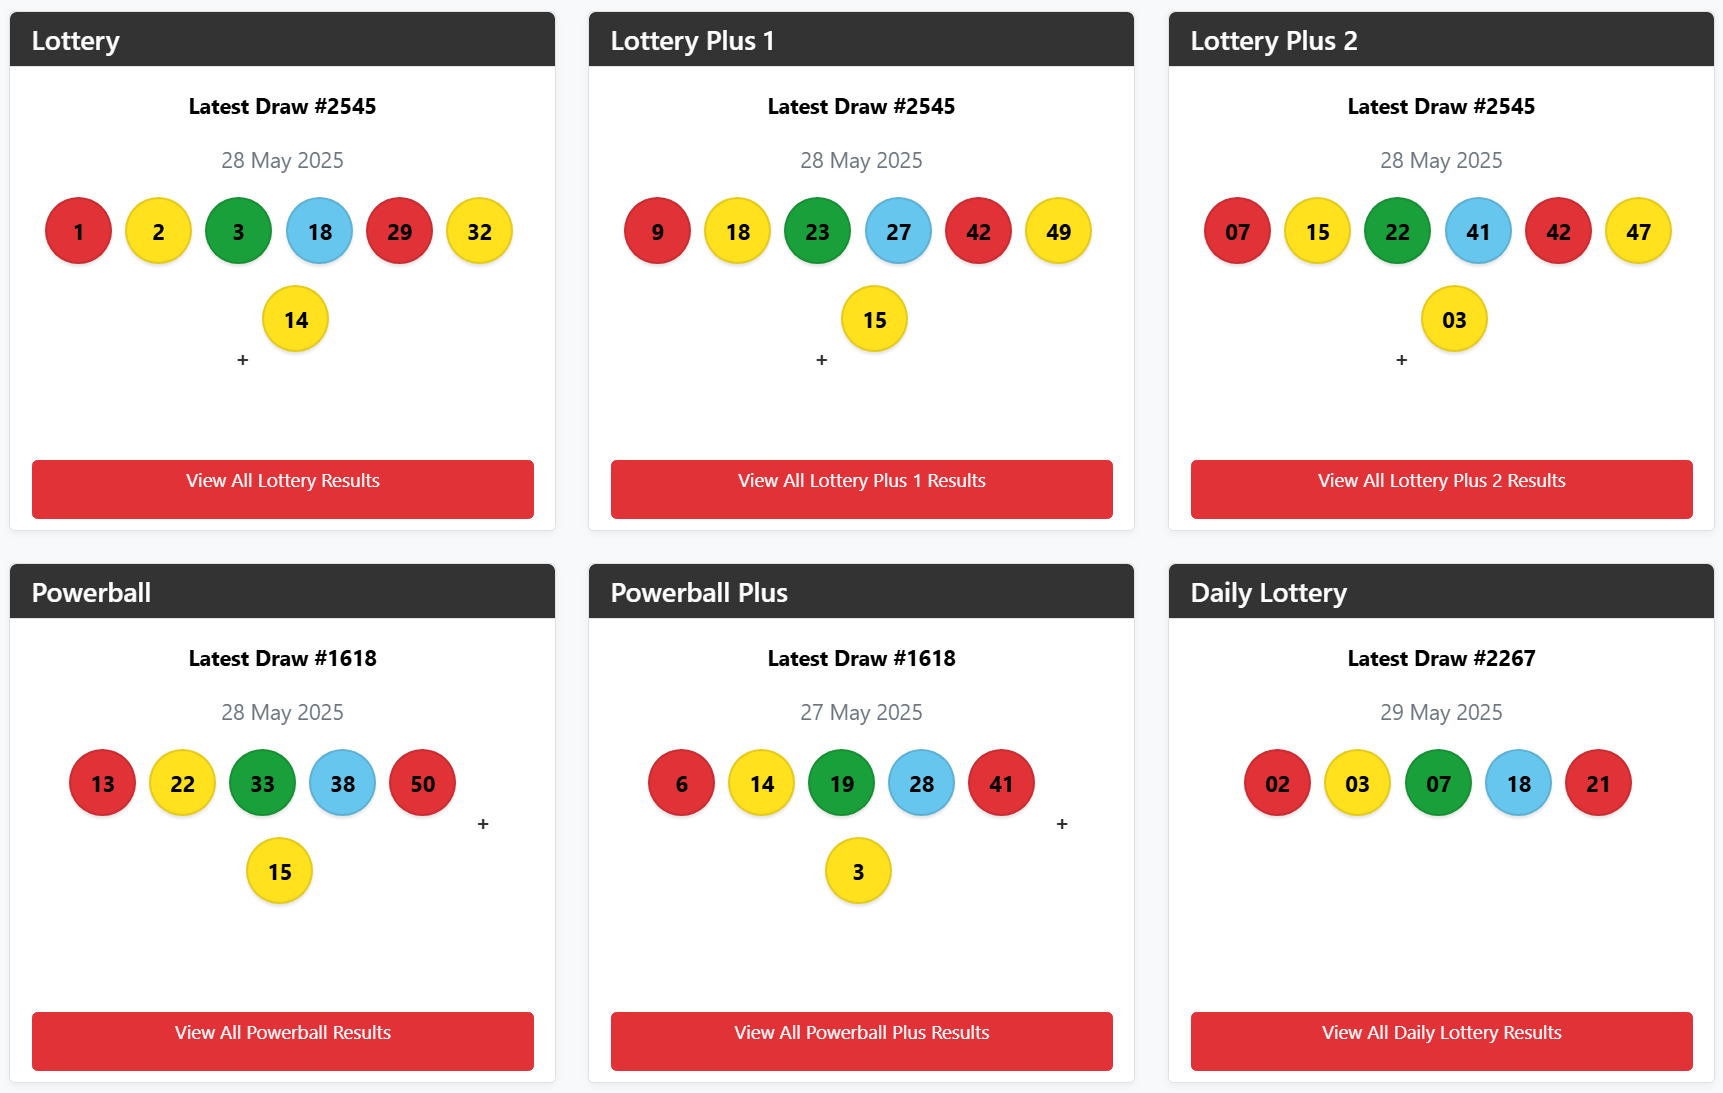 Lottery
Latest Draw #2545
28 May 2025
1 2 3 18 29 32
14
+
View All Lottery Results
Lottery Plus 1
Latest Draw #2545
28 May 2025
9 18 23 27 42 49
15
+
View All Lottery Plus 1 Results
Lottery Plus 2
Latest Draw #2545
28 May 2025
07 15 22 41 42 47
03
+
View All Lottery Plus 2 Results
Powerball
Latest Draw #1618
28 May 2025
13 22 33 38 50
+
15
View All Powerball Results
Powerball Plus
Latest Draw #1618
27 May 2025
6 14 19 28 41
+
3
View All Powerball Plus Results
Daily Lottery
Latest Draw #2267
29 May 2025
02 03 07 18 21
View All Daily Lottery Results